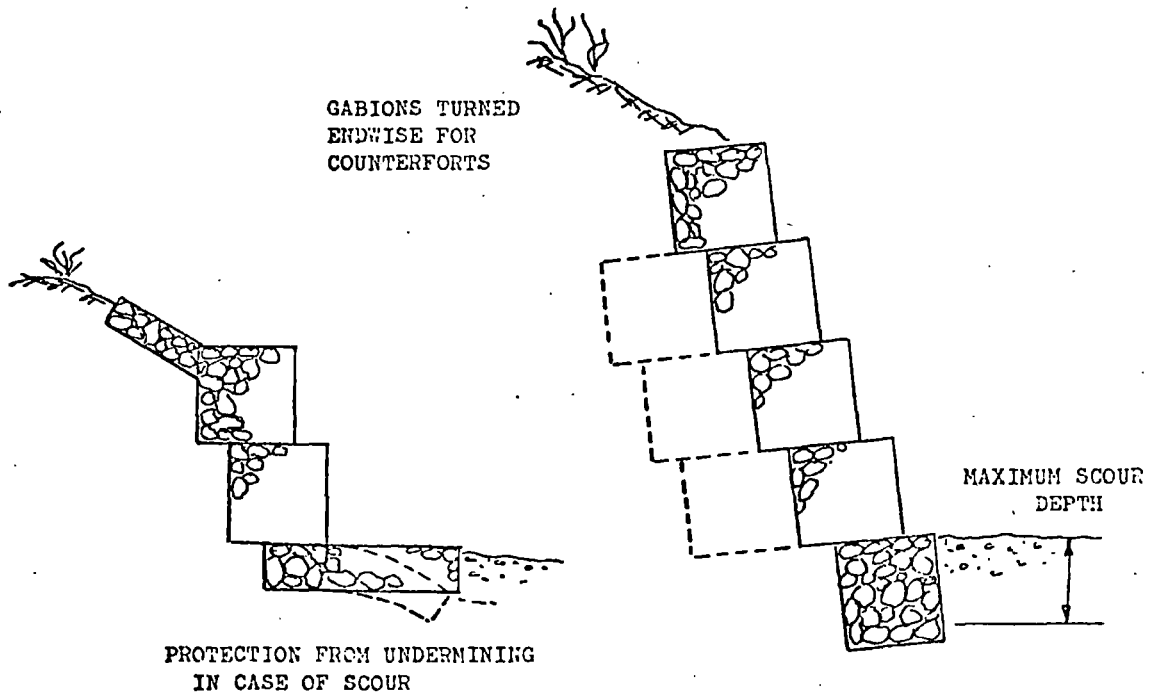 GABIONS TURNED
ENDWISE FOR
COUNTERFORTS
MAXIMUM SCOUR
DEPTH
PROTECTION FROM UNDERMINING
IN CASE OF SCOUR